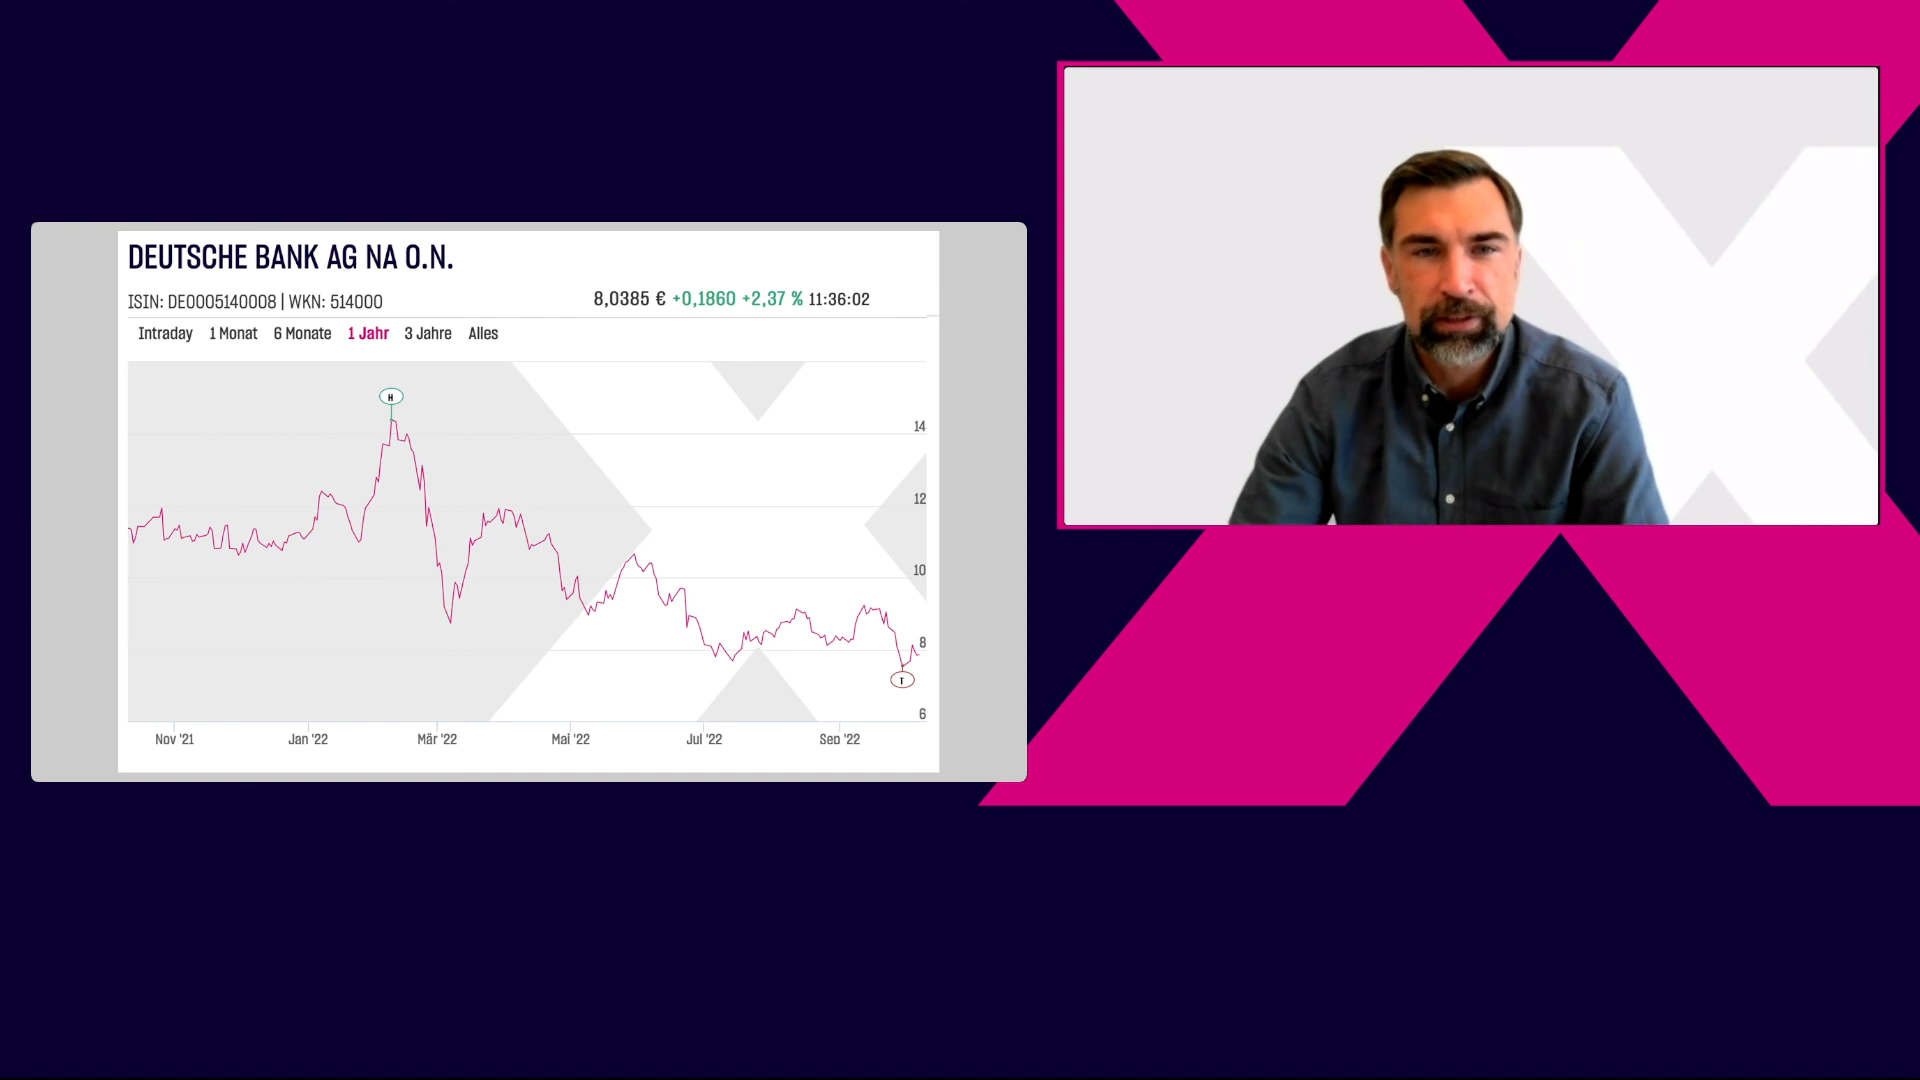 DEUTSCHE BANK AG NA O.N.
ISIN: DE0005140008 | WKN: 514000
8,0385 € +0,1860 +2,37 % 11:36:02
Intraday 1 Monat 6 Monate 1 Jahr 3 Jahre Alles
H
14
12
10
8
T
6
Nov '21 Jan '22 Mär '22 Mai '22 Jul '22 Sep '22